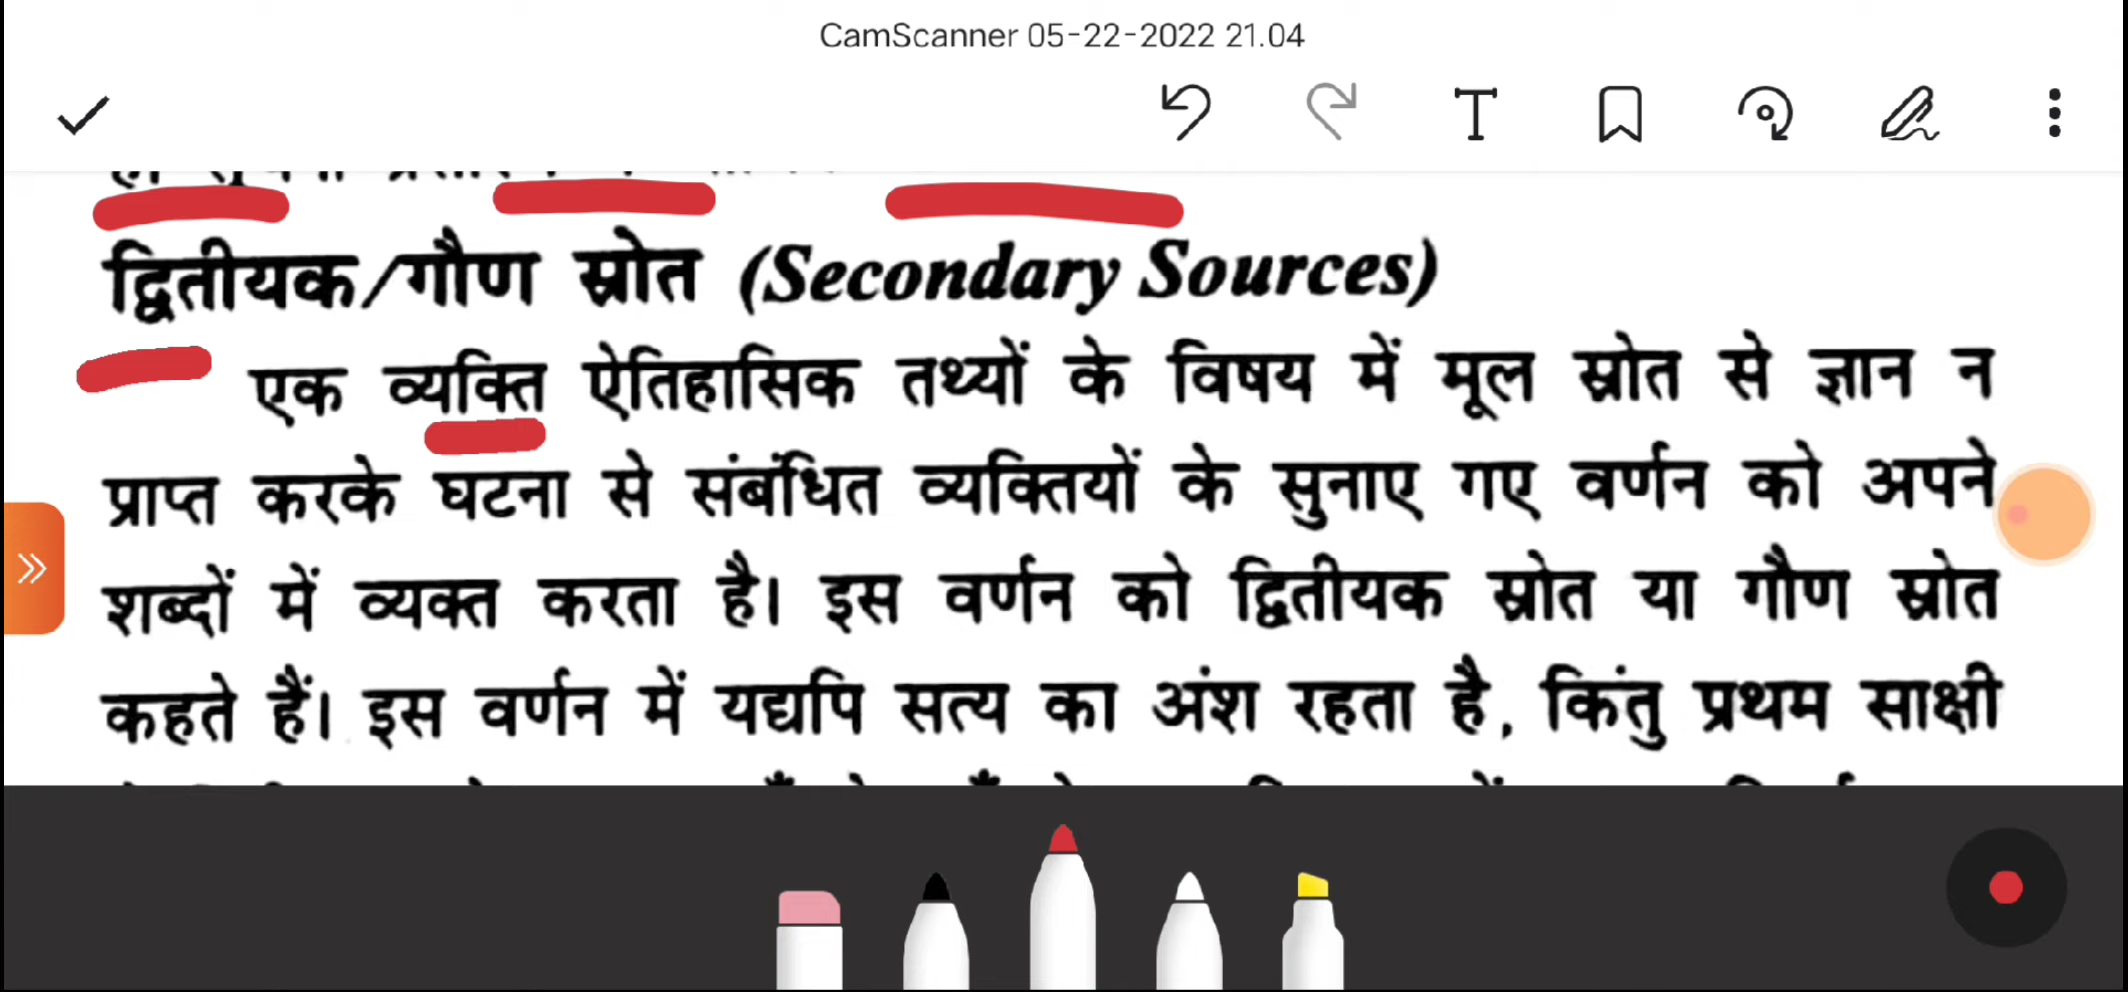 CamScanner 05-22-2022 21.04
T
द्वितीयक/गौण स्रोत (Secondary Sources)
एक व्यक्ति ऐतिहासिक तथ्यों के विषय में मूल स्रोत से ज्ञान न
प्राप्त करके घटना से संबंधित व्यक्तियों के सुनाए गए वर्णन को अपने
शब्दों में व्यक्त करता है। इस वर्णन को द्वितीयक स्रोत या गौण स्रोत
कहते हैं। इस वर्णन में यद्यपि सत्य का अंश रहता है, किंतु प्रथम साक्षी